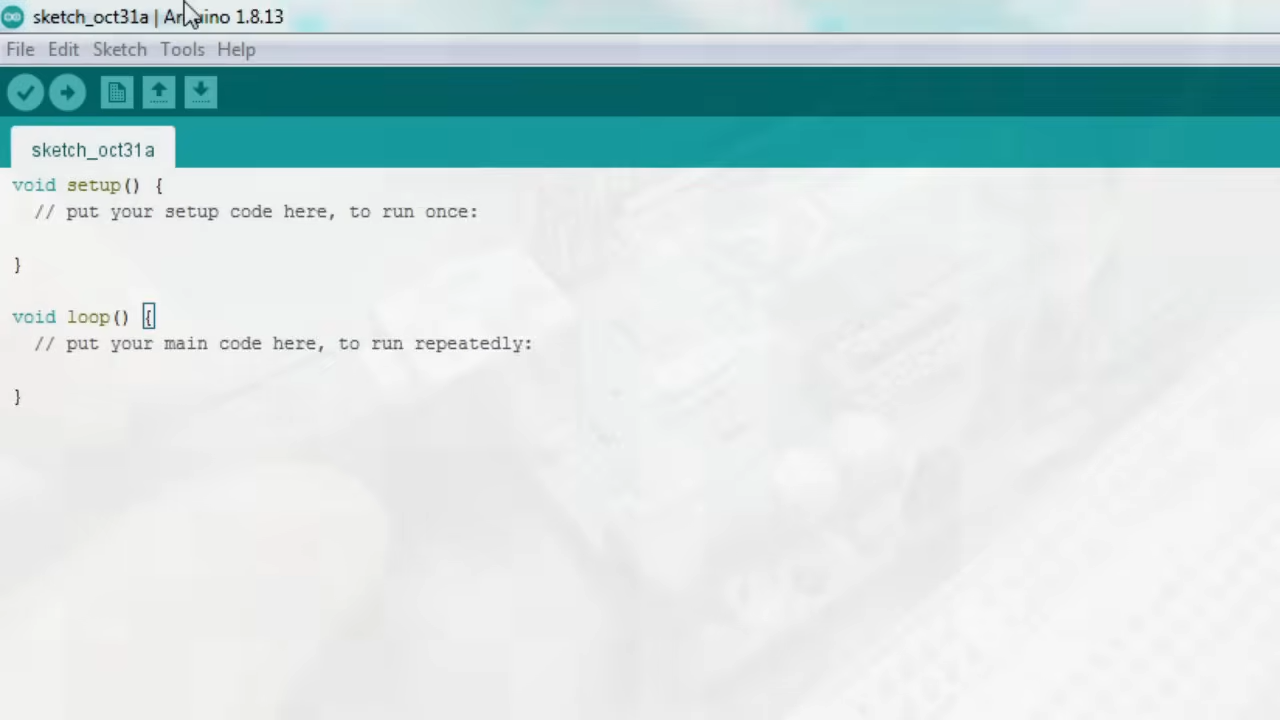 sketch_oct31a | Arduino 1.8.13
File Edit Sketch Tools Help
sketch_oct31a
void setup() {
// put your setup code here, to run once:
}
void loop() {
// put your main code here, to run repeatedly:
}